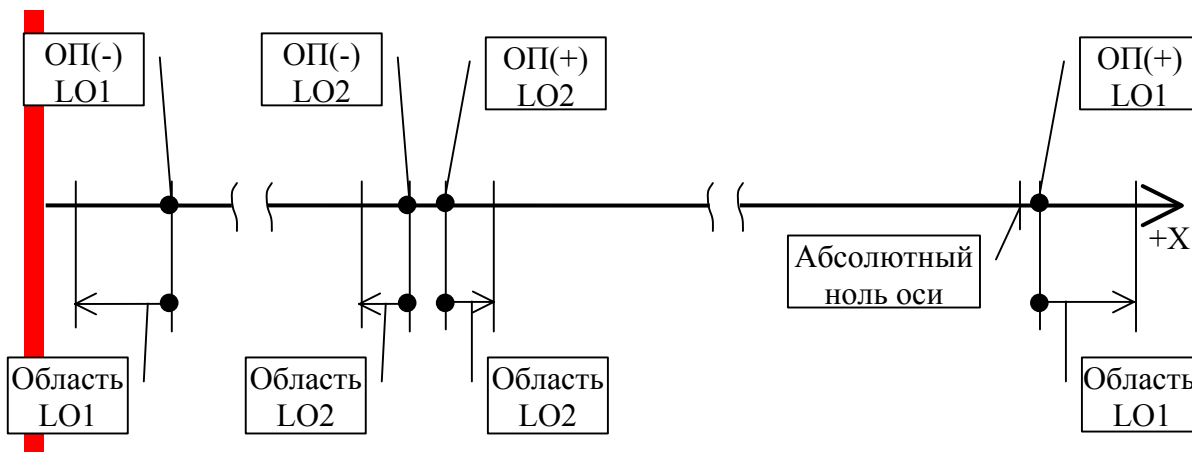 ОП(-)
LO1
ОП(-)
LO2
ОП(+)
LO2
ОП(+)
LO1
+X
Абсолютный
ноль оси
Область
LO1
Область
LO2
Область
LO2
Область
LO1